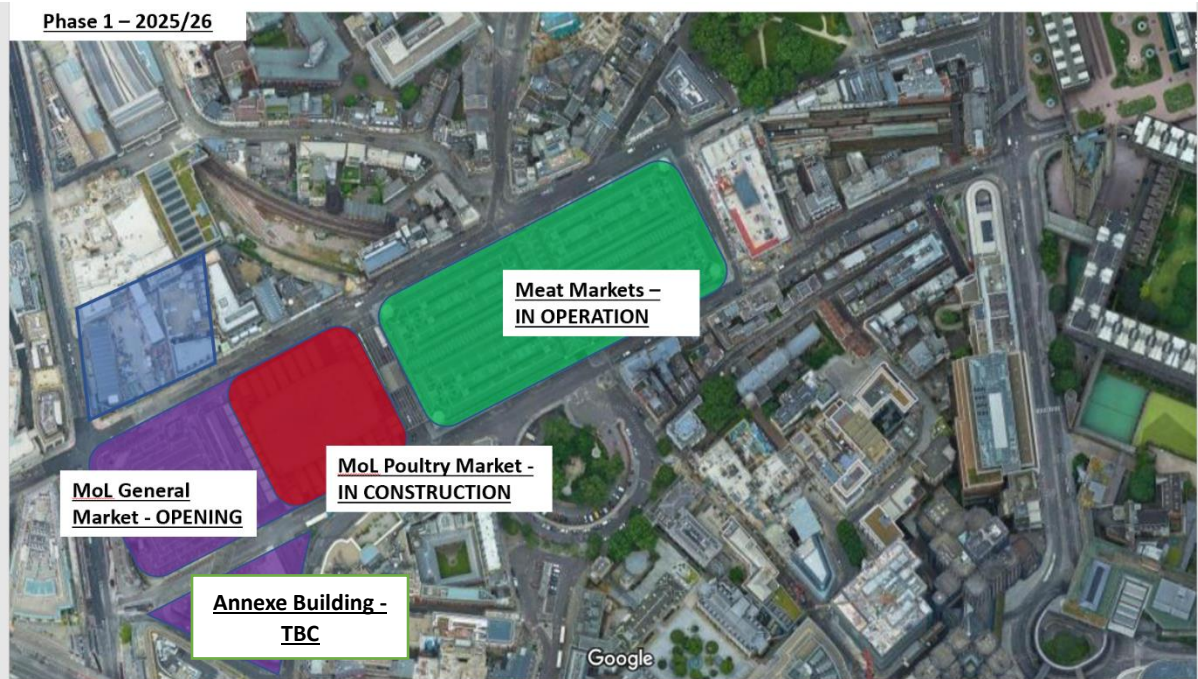 Phase 1 – 2025/26
Meat Markets –
IN OPERATION
MoL Poultry Market -
IN CONSTRUCTION
MoL General
Market - OPENING
Annexe Building -
TBC
Google